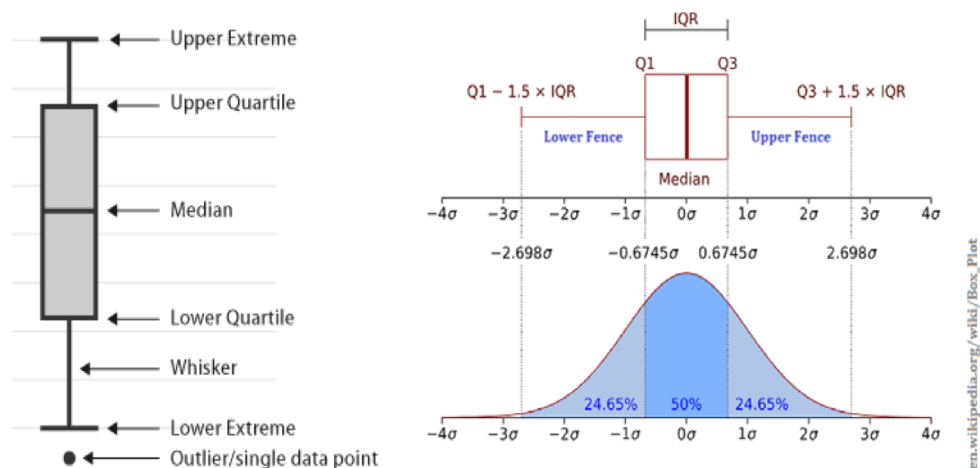 Upper Extreme
Upper Quartile
Median
Lower Quartile
Whisker
Lower Extreme
Outlier/single data point
IQR
Q1 Q3
Q1 − 1.5 × IQR Q3 + 1.5 × IQR
Lower Fence Upper Fence
Median
−4σ −3σ −2σ −1σ 0σ 1σ 2σ 3σ 4σ
−2.698σ −0.6745σ 0.6745σ 2.698σ
24.65% 50% 24.65%
−4σ −3σ −2σ −1σ 0σ 1σ 2σ 3σ 4σ
en.wikipedia.org/wiki/Box_Plot